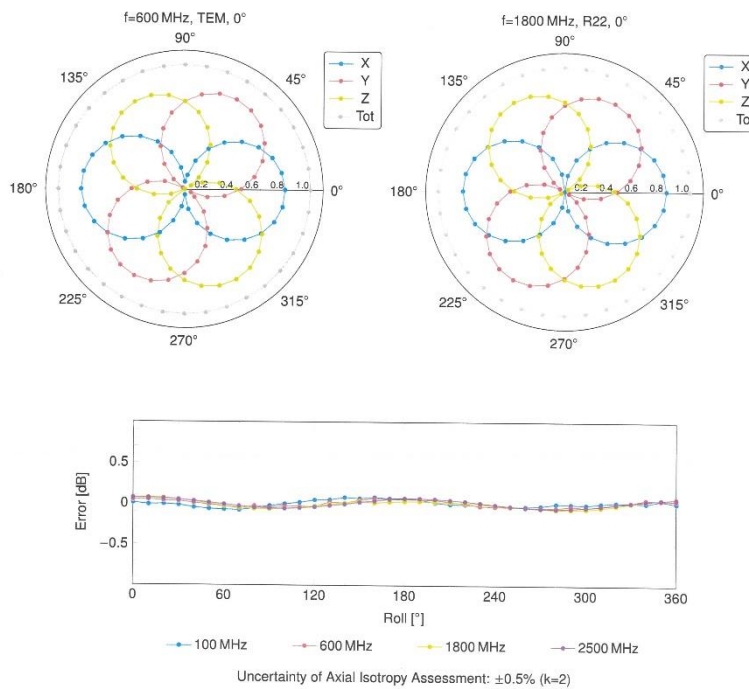 f=600 MHz, TEM, 0°
90°
135°
45°
X
Y
Z
Tot
180°
0.2 0.4 0.6 0.8 1.0
0°
225°
315°
270°
f=1800 MHz, R22, 0°
90°
135°
45°
X
Y
Z
180°
0.2 0.4 0.6 0.8 1.0
0°
225°
315°
270°
0.5
0
−0.5
Error [dB]
0 60 120 180 240 300 360
Roll [°]
100 MHz 600 MHz 1800 MHz 2500 MHz
Uncertainty of Axial Isotropy Assessment: ±0.5% (k=2)